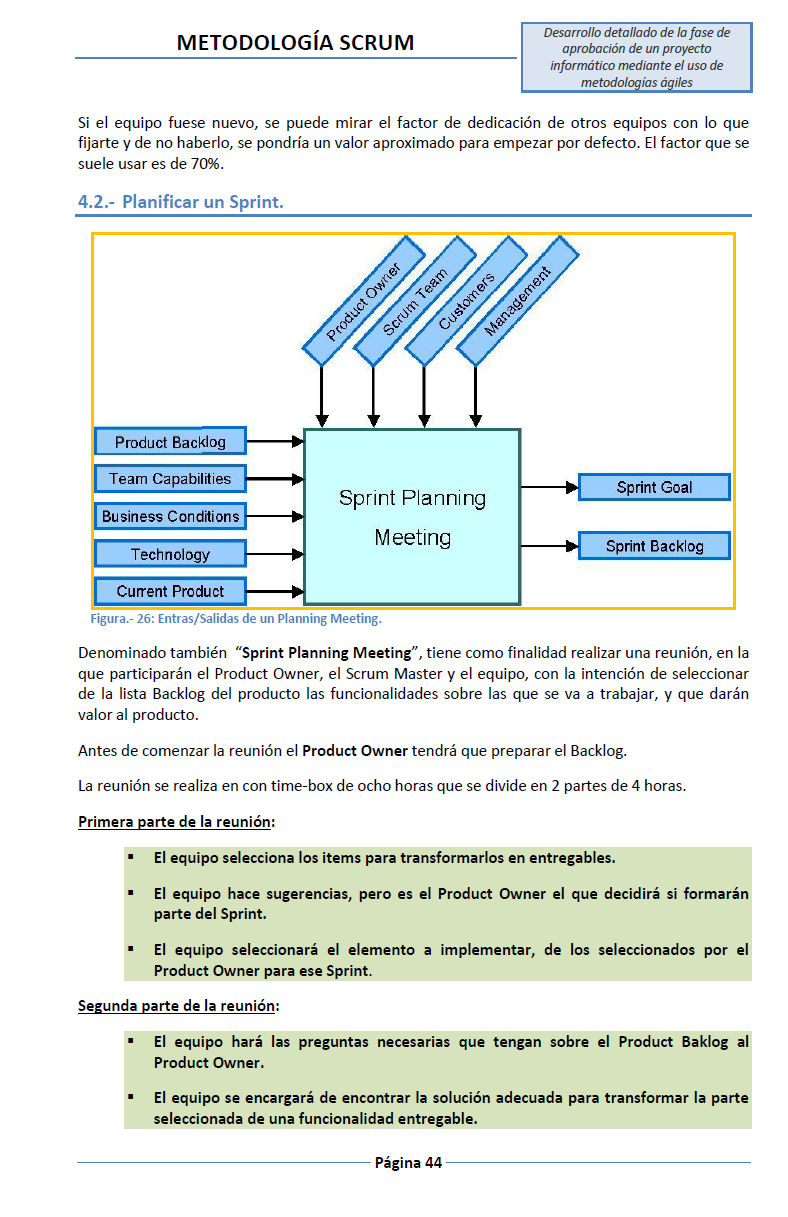 METODOLOGÍA SCRUM
Desarrollo detallado de la fase de
aprobación de un proyecto
informático mediante el uso de
metodologías ágiles
Si el equipo fuese nuevo, se puede mirar el factor de dedicación de otros equipos con lo que
fijarte y de no haberlo, se pondría un valor aproximado para empezar por defecto. El factor que se
suele usar es de 70%.
4.2.- Planificar un Sprint.
Product Owner
Scrum Team
Customers
Management
Product Backlog
Team Capabilities
Business Conditions
Technology
Current Product
Sprint Planning
Meeting
Sprint Goal
Sprint Backlog
Figura.- 26: Entras/Salidas de un Planning Meeting.
Denominado también “Sprint Planning Meeting”, tiene como finalidad realizar una reunión, en la
que participarán el Product Owner, el Scrum Master y el equipo, con la intención de seleccionar
de la lista Backlog del producto las funcionalidades sobre las que se va a trabajar, y que darán
valor al producto.
Antes de comenzar la reunión el Product Owner tendrá que preparar el Backlog.
La reunión se realiza en con time-box de ocho horas que se divide en 2 partes de 4 horas.
Primera parte de la reunión:
▪ El equipo selecciona los items para transformarlos en entregables.
▪ El equipo hace sugerencias, pero es el Product Owner el que decidirá si formarán
parte del Sprint.
▪ El equipo seleccionará el elemento a implementar, de los seleccionados por el
Product Owner para ese Sprint.
Segunda parte de la reunión:
▪ El equipo hará las preguntas necesarias que tengan sobre el Product Baklog al
Product Owner.
▪ El equipo se encargará de encontrar la solución adecuada para transformar la parte
seleccionada de una funcionalidad entregable.
Página 44